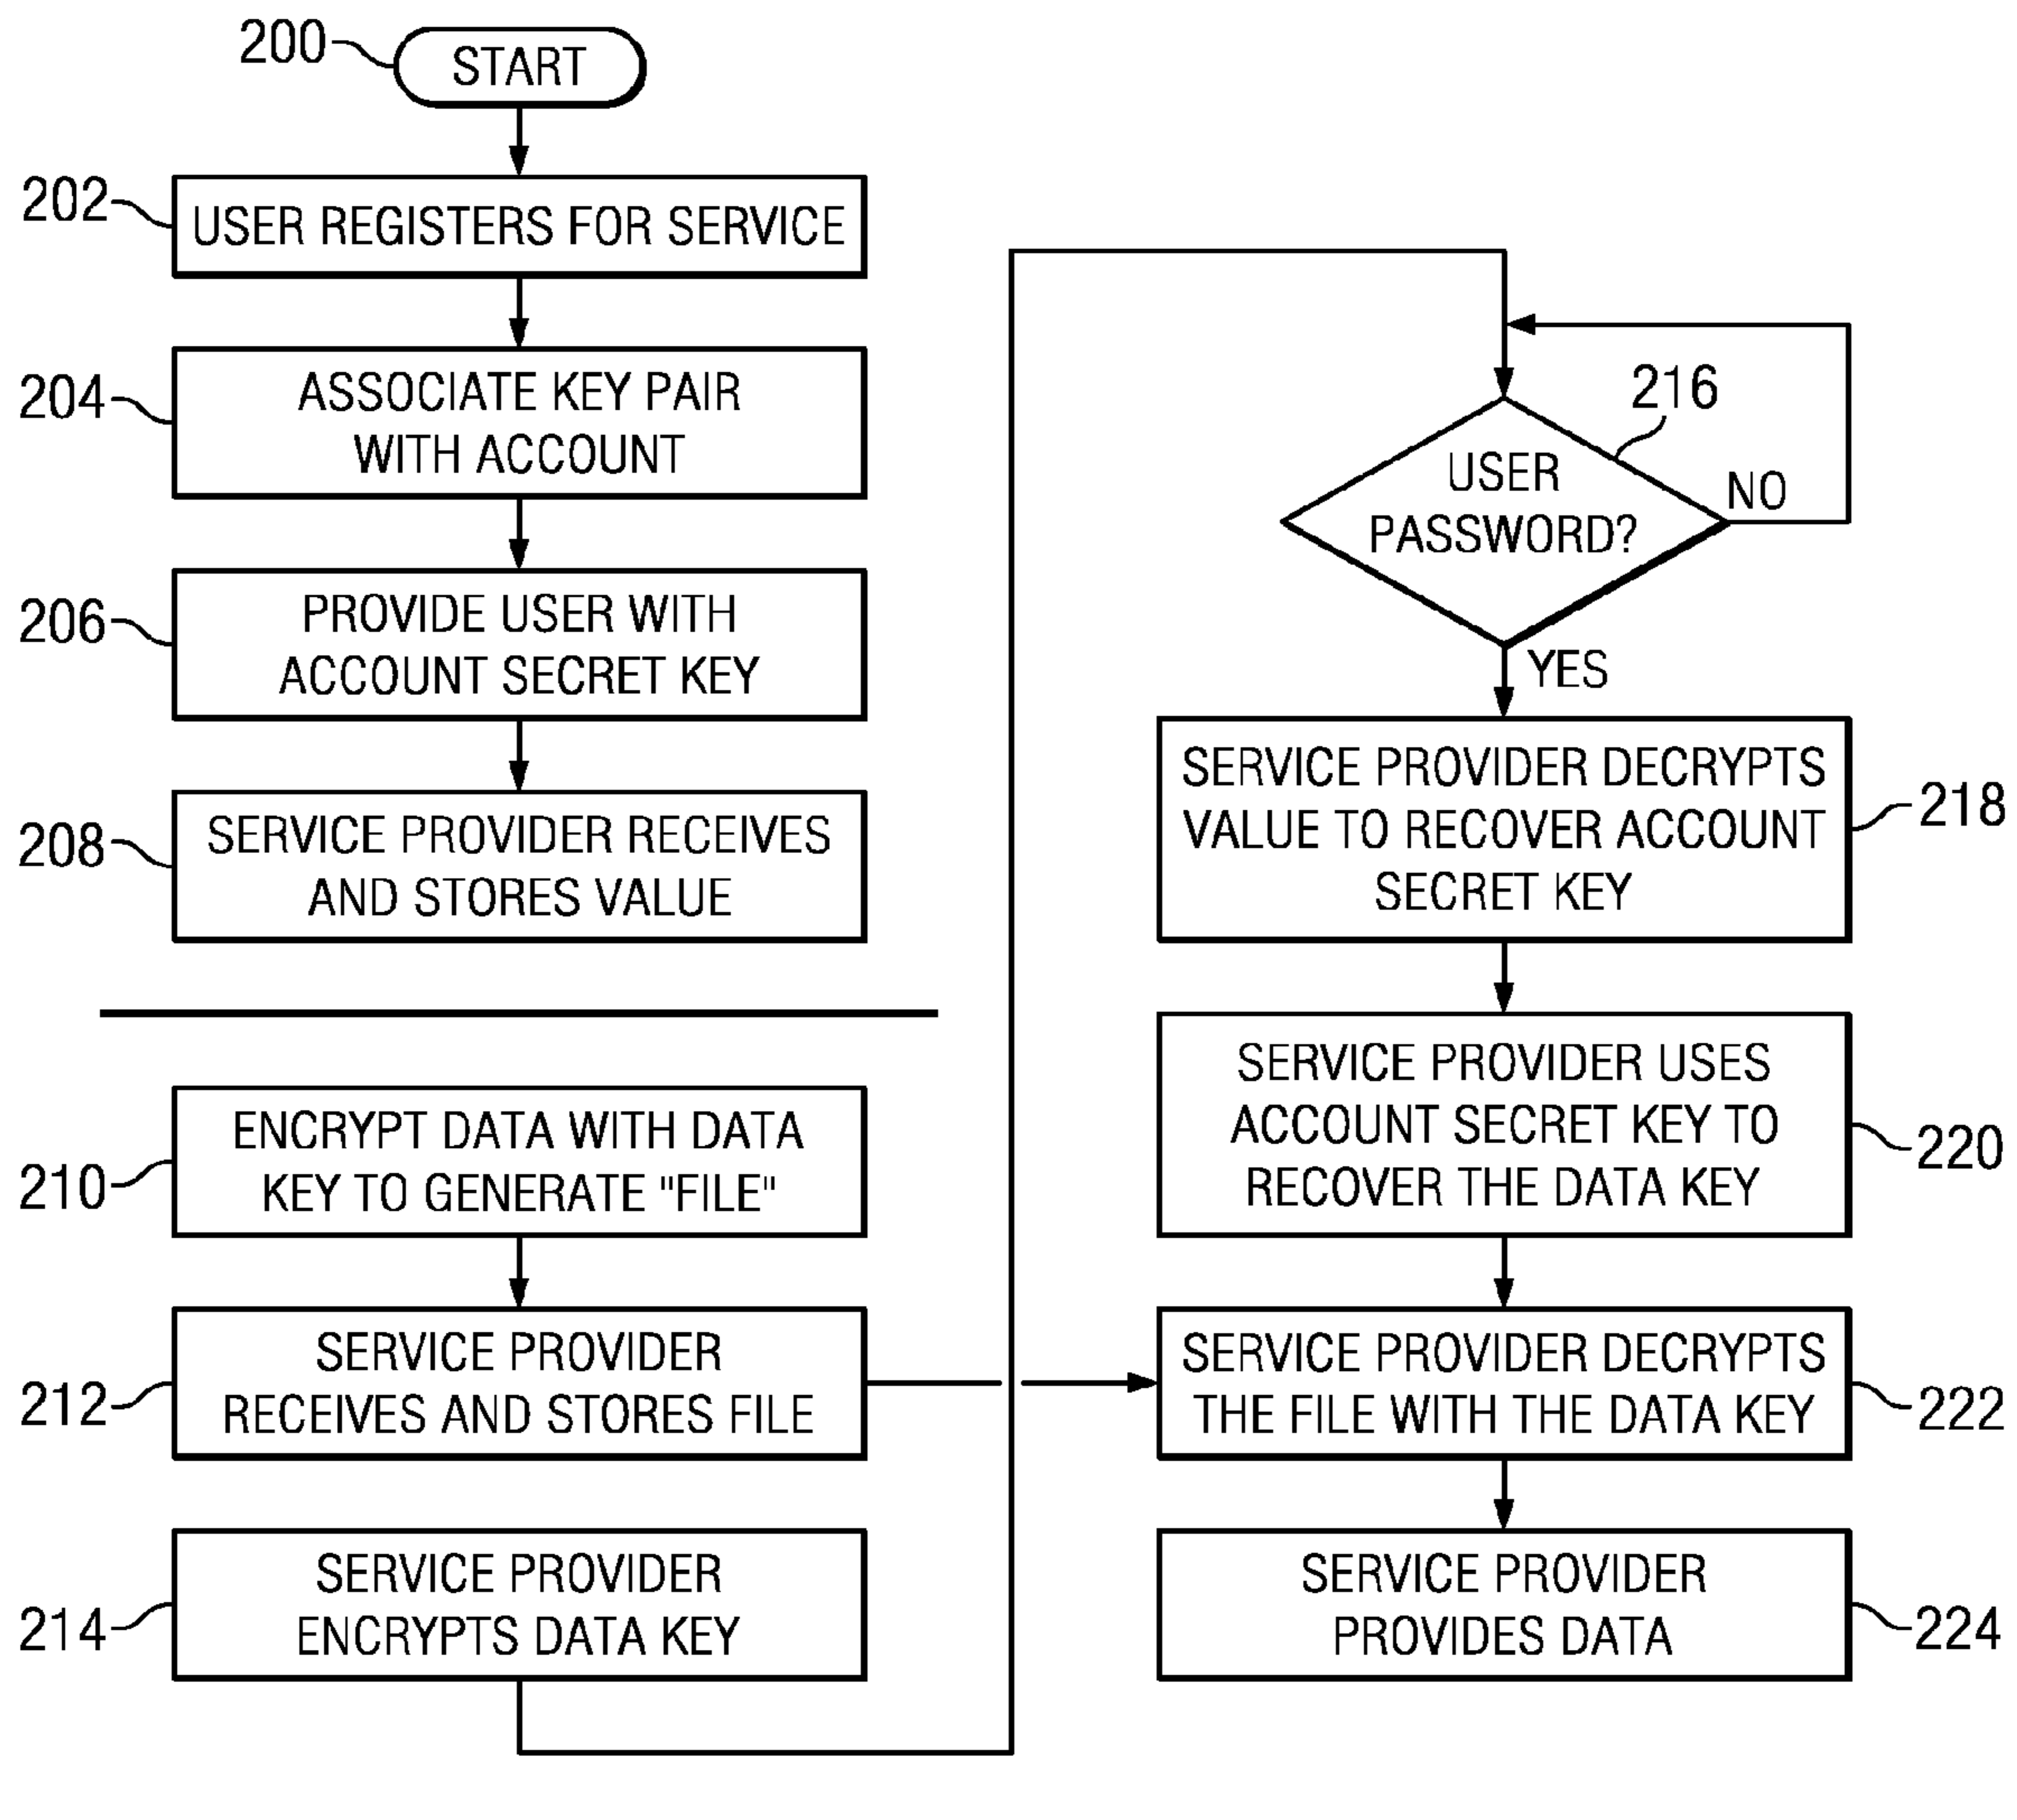 200
START
202
USER REGISTERS FOR SERVICE
204
ASSOCIATE KEY PAIR
WITH ACCOUNT
206
PROVIDE USER WITH
ACCOUNT SECRET KEY
208
SERVICE PROVIDER RECEIVES
AND STORES VALUE
210
ENCRYPT DATA WITH DATA
KEY TO GENERATE "FILE"
212
SERVICE PROVIDER
RECEIVES AND STORES FILE
214
SERVICE PROVIDER
ENCRYPTS DATA KEY
216
USER
PASSWORD?
NO
YES
SERVICE PROVIDER DECRYPTS
VALUE TO RECOVER ACCOUNT
SECRET KEY
218
SERVICE PROVIDER USES
ACCOUNT SECRET KEY TO
RECOVER THE DATA KEY
220
SERVICE PROVIDER DECRYPTS
THE FILE WITH THE DATA KEY
222
SERVICE PROVIDER
PROVIDES DATA
224